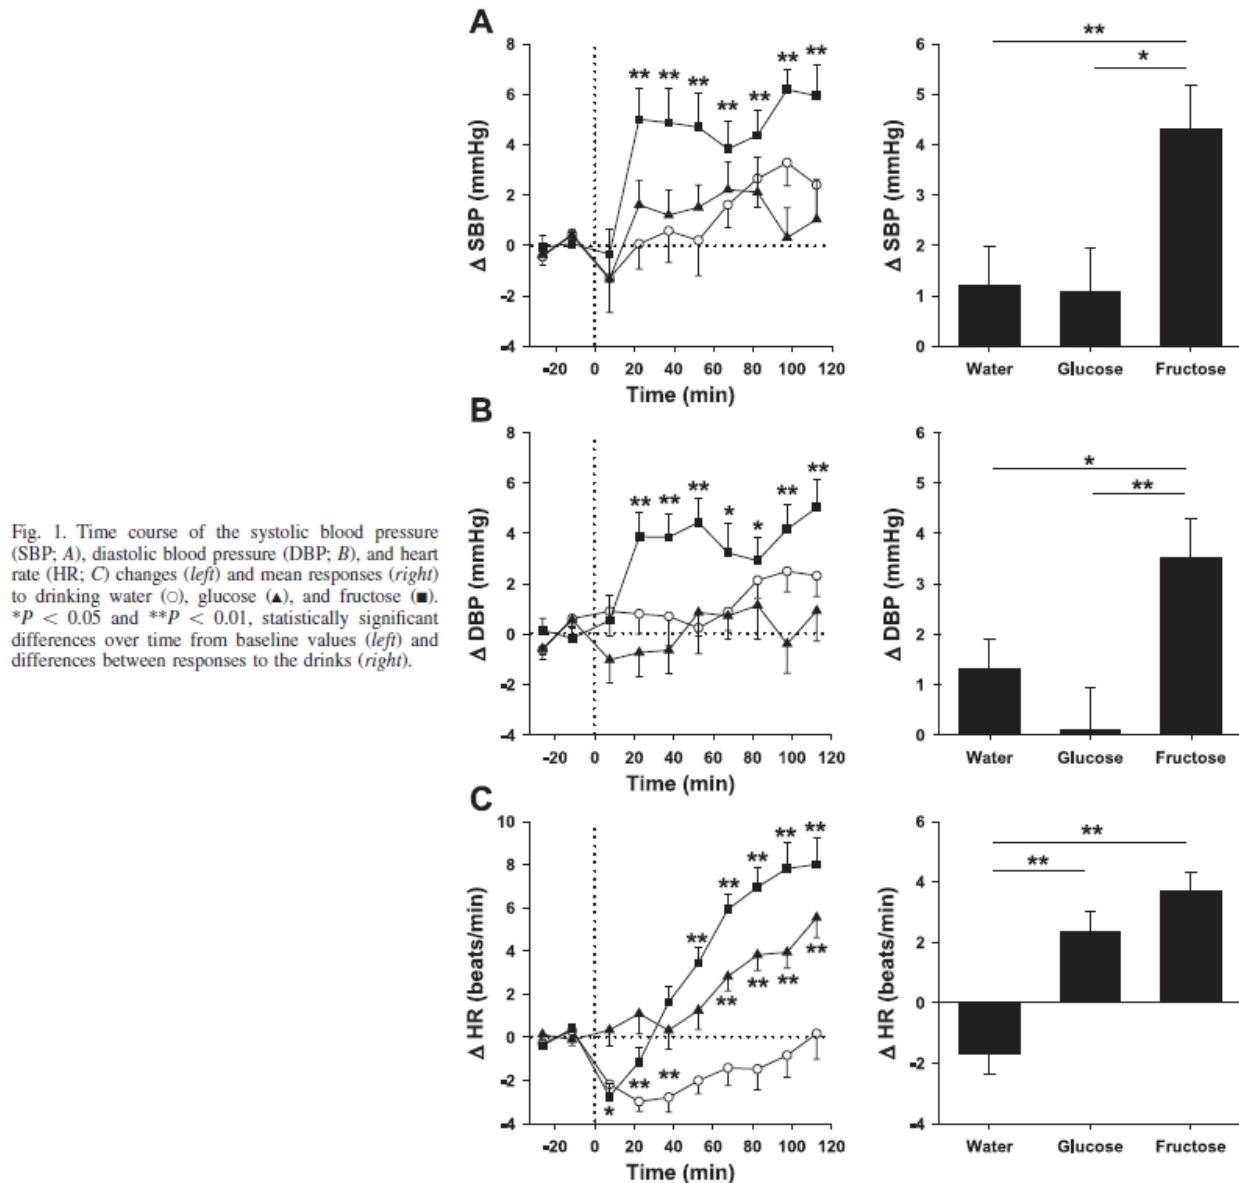 Fig. 1. Time course of the systolic blood pressure
(SBP; A), diastolic blood pressure (DBP; B), and heart
rate (HR; C) changes (left) and mean responses (right)
to drinking water (○), glucose (▲), and fructose (■).
*P < 0.05 and **P < 0.01, statistically significant
differences over time from baseline values (left) and
differences between responses to the drinks (right).
A
Δ SBP (mmHg)
8
6
4
2
0
-2
-4
** ** ** ** ** ** **
-20 0 20 40 60 80 100 120
Time (min)
Δ SBP (mmHg)
6
5
4
3
2
1
0
**
*
Water Glucose Fructose
B
Δ DBP (mmHg)
8
6
4
2
0
-2
-4
** ** ** * * ** **
-20 0 20 40 60 80 100 120
Time (min)
Δ DBP (mmHg)
6
5
4
3
2
1
0
*
**
Water Glucose Fructose
C
Δ HR (beats/min)
10
8
6
4
2
0
-2
-4
** ** ** ** **
** ** ** **
* ** **
-20 0 20 40 60 80 100 120
Time (min)
Δ HR (beats/min)
6
4
2
0
-2
-4
**
**
Water Glucose Fructose